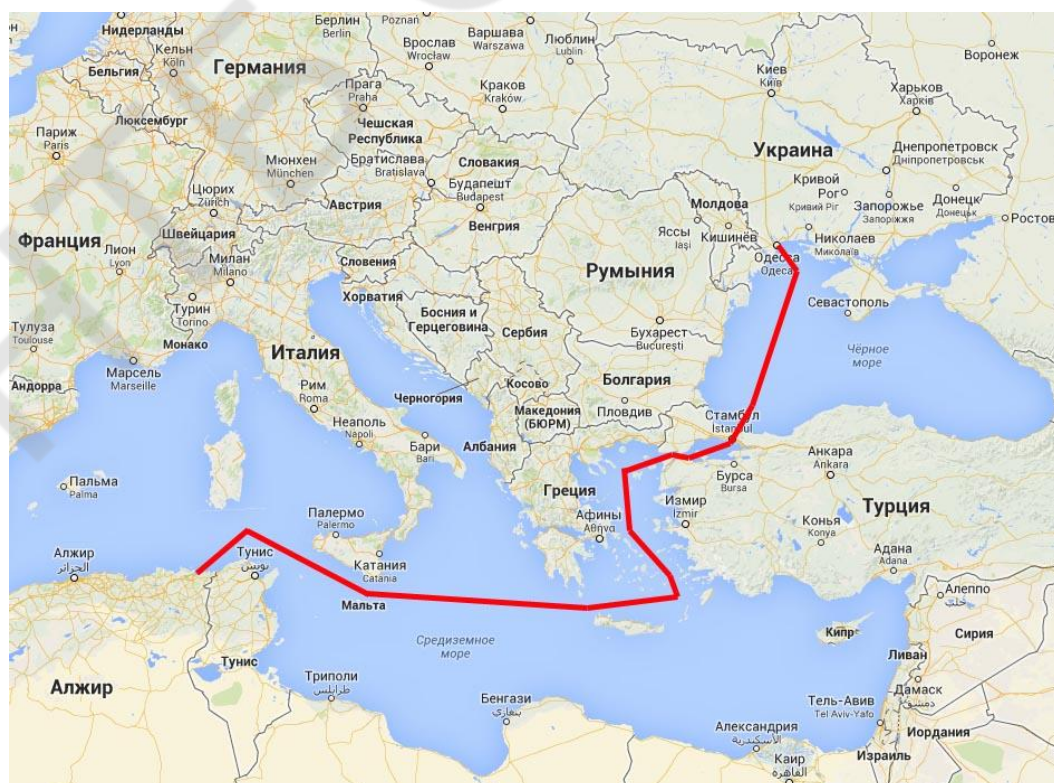 Нидерланды
Берлин
Berlin
Poznań
Варшава
Warszawa
Люблин
Lublin
Воронеж
Бельгия
Кельн
Köln
Германия
Вроцлав
Wrocław
Киев
Київ
Харьков
Харків
Люксембург
Прага
Praha
Краков
Kraków
Париж
Paris
Чешская
Республика
Украина
Днепропетровск
Дніпропетровськ
Мюнхен
München
Братислава
Bratislava
Словакия
Кривой
Рог
Кривий Ріг
Донецк
Донецьк
Запорожье
Запоріжжя
Цюрих
Zürich
Будапешт
Budapest
Австрия
Венгрия
Молдова
Яссы
Iași
Кишинёв
Николаев
Миколаїв
Ростов
Швейцария
Франция
Лион
Lyon
Милан
Milano
Словения
Одесса
Одеса
Румыния
Хорватия
Севастополь
Турин
Torino
Босния и
Герцеговина
Сербия
Бухарест
București
Тулуза
Toulouse
Монако
Италия
Чёрное
море
Марсель
Marseille
Андорра
Рим
Roma
Косово
Болгария
Черногория
Македония
(БЮРМ)
Пловдив
Стамбул
İstanbul
Неаполь
Napoli
Бари
Bari
Албания
Анкара
Ankara
Бурса
Bursa
Пальма
Palma
Греция
Измир
İzmir
Турция
Палермо
Palermo
Афины
Αθήνα
Конья
Konya
Алжир
الجزائر
Тунис
تونس
Катания
Catania
Адана
Adana
Алеппо
حلب
Мальта
Кипр
Сирия
Средиземное
море
Тунис
Ливан
Алжир
Триполи
طرابلس
Бенгази
بنغازي
Дамаск
دمشق
Тель-Авив
Tel Aviv-Yafo
Александрия
الأسكندرية
Иордания
Каир
القاهرة
Израиль